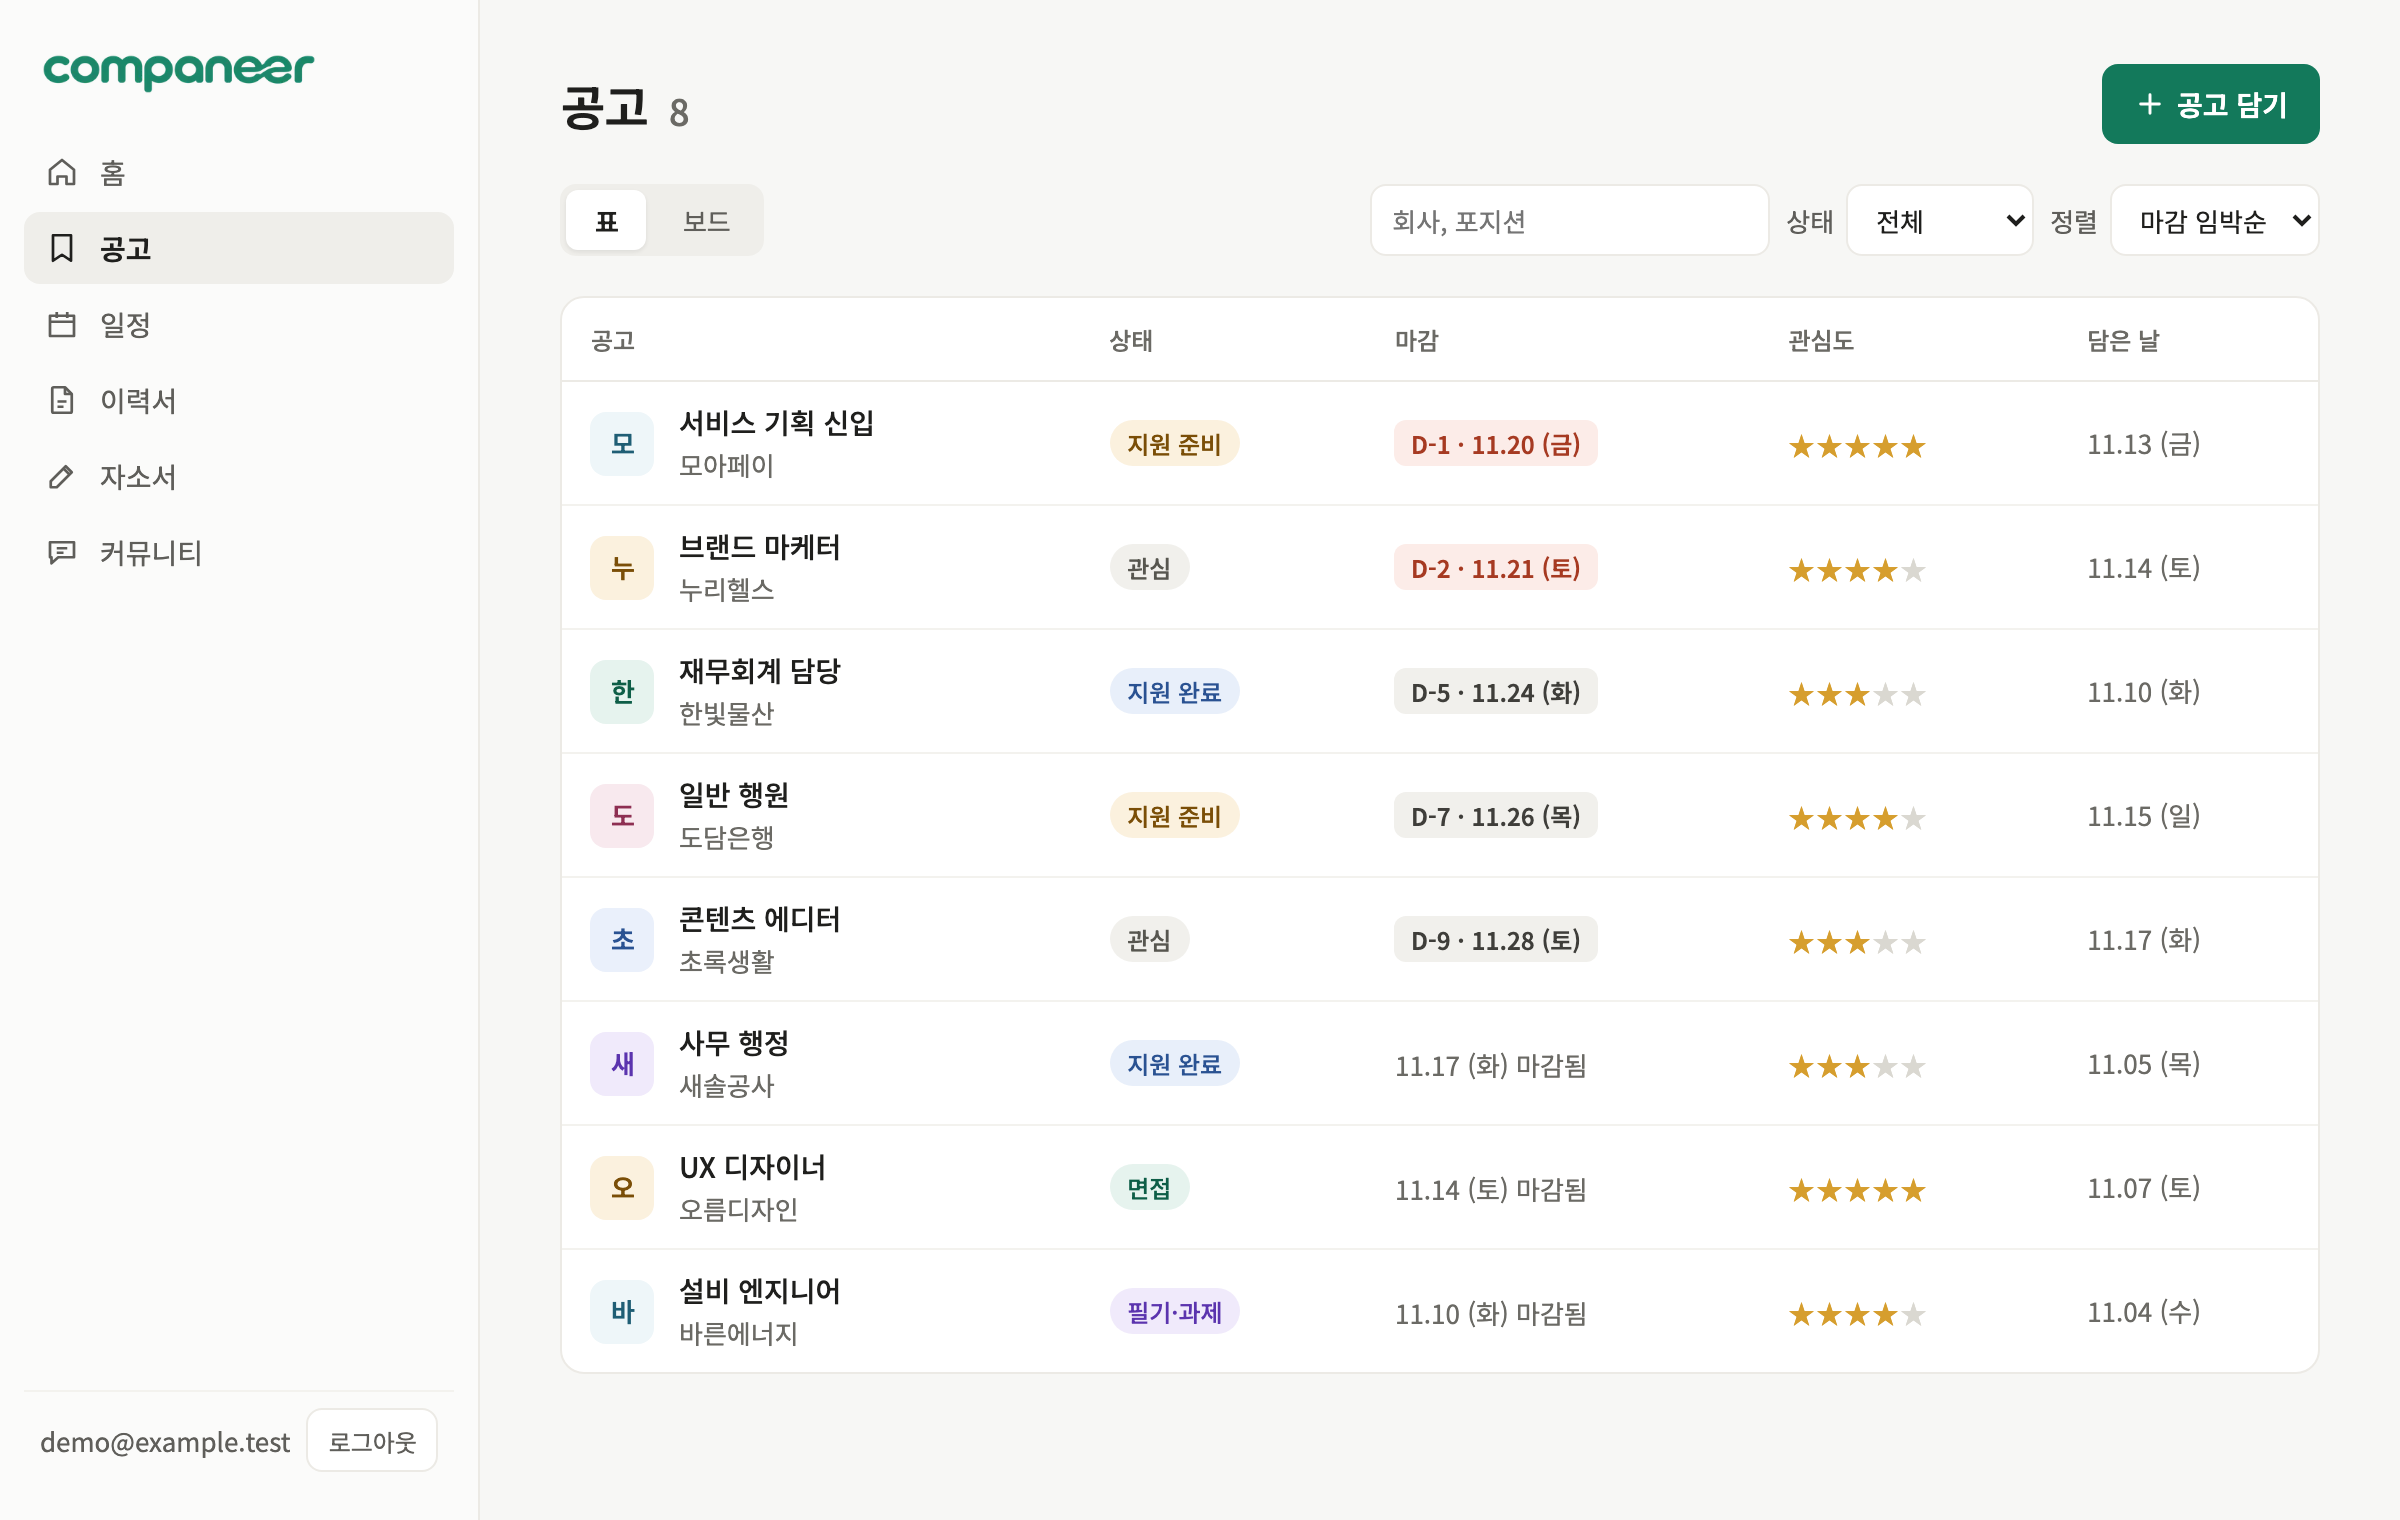 companeer
홈
공고
일정
이력서
자소서
커뮤니티
demo@example.test 로그아웃
공고 8
+ 공고 담기
표 보드
회사, 포지션 상태 전체 정렬 마감 임박순
공고 상태 마감 관심도 담은 날
모 서비스 기획 신입
모아페이
지원 준비 D-1 · 11.20 (금) ★★★★★ 11.13 (금)
누 브랜드 마케터
누리헬스
관심 D-2 · 11.21 (토) ★★★★★ 11.14 (토)
한 재무회계 담당
한빛물산
지원 완료 D-5 · 11.24 (화) ★★★★★ 11.10 (화)
도 일반 행원
도담은행
지원 준비 D-7 · 11.26 (목) ★★★★★ 11.15 (일)
초 콘텐츠 에디터
초록생활
관심 D-9 · 11.28 (토) ★★★★★ 11.17 (화)
새 사무 행정
새솔공사
지원 완료 11.17 (화) 마감됨 ★★★★★ 11.05 (목)
오 UX 디자이너
오름디자인
면접 11.14 (토) 마감됨 ★★★★★ 11.07 (토)
바 설비 엔지니어
바른에너지
필기·과제 11.10 (화) 마감됨 ★★★★★ 11.04 (수)